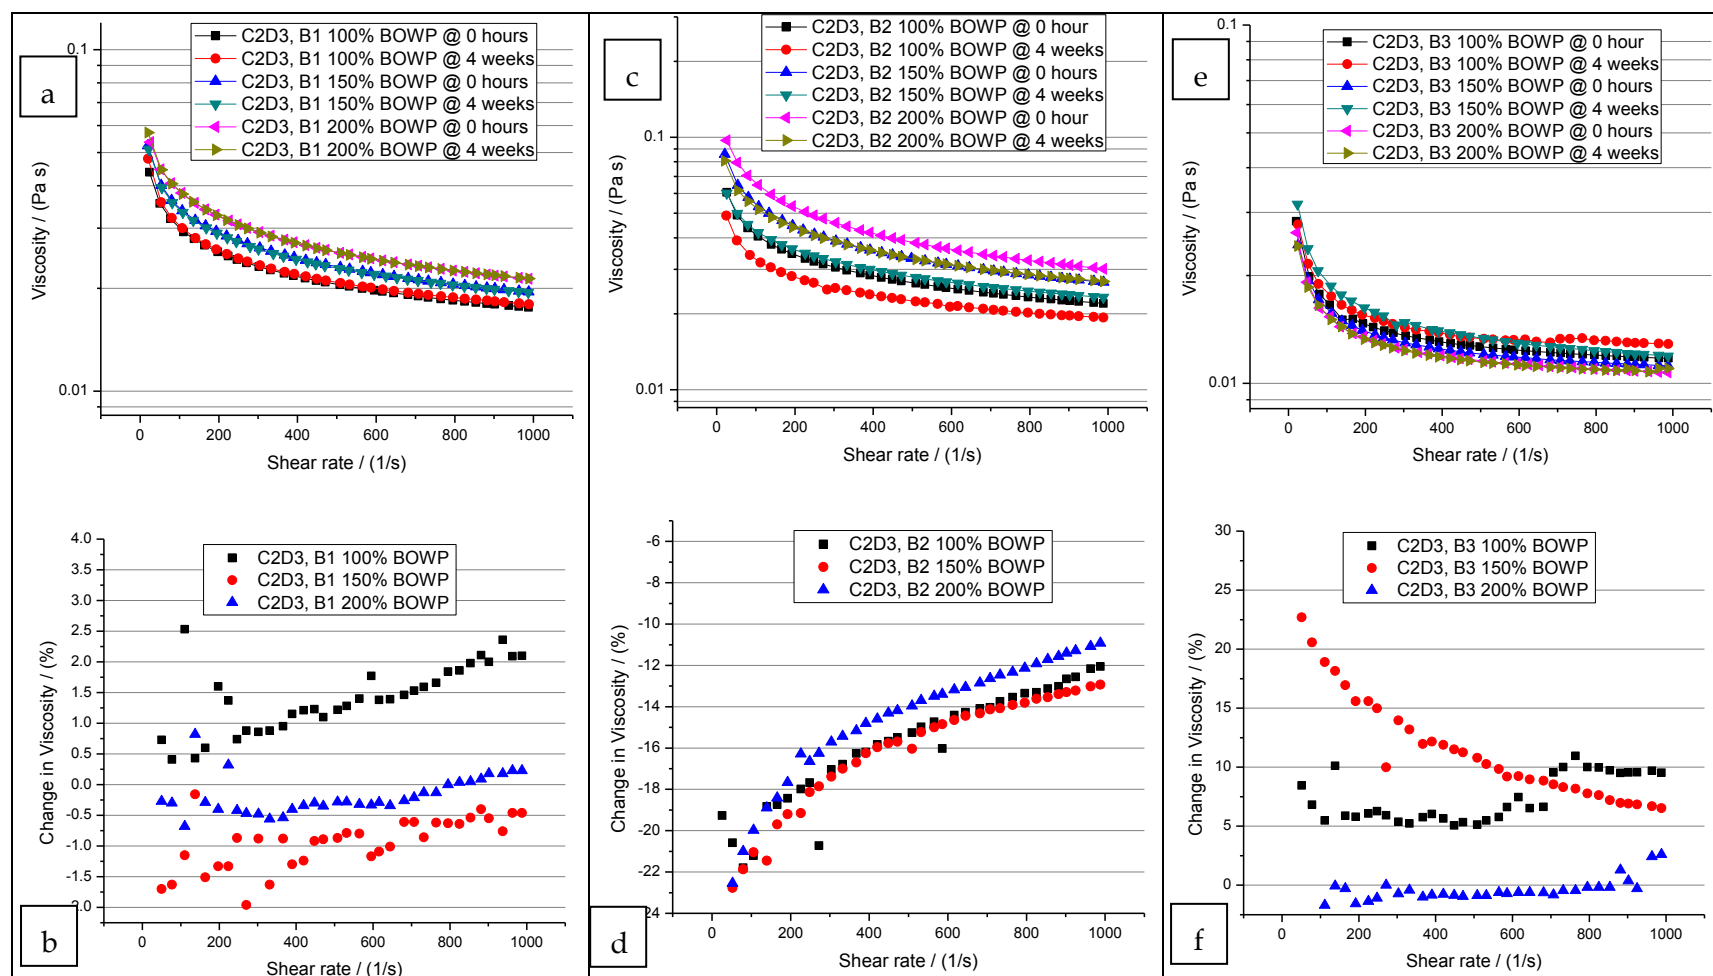 a
C2D3, B1 100% BOWP @ 0 hours
C2D3, B1 100% BOWP @ 4 weeks
C2D3, B1 150% BOWP @ 0 hours
C2D3, B1 150% BOWP @ 4 weeks
C2D3, B1 200% BOWP @ 0 hours
C2D3, B1 200% BOWP @ 4 weeks
0.1
0.01
Viscosity / (Pa s)
0 200 400 600 800 1000
Shear rate / (1/s)
c
C2D3, B2 100% BOWP @ 0 hour
C2D3, B2 100% BOWP @ 4 weeks
C2D3, B2 150% BOWP @ 0 hours
C2D3, B2 150% BOWP @ 4 weeks
C2D3, B2 200% BOWP @ 0 hour
C2D3, B2 200% BOWP @ 4 weeks
0.1
0.01
Viscosity / (Pa s)
0 200 400 600 800 1000
Shear rate / (1/s)
e
C2D3, B3 100% BOWP @ 0 hour
C2D3, B3 100% BOWP @ 4 weeks
C2D3, B3 150% BOWP @ 0 hours
C2D3, B3 150% BOWP @ 4 weeks
C2D3, B3 200% BOWP @ 0 hours
C2D3, B3 200% BOWP @ 4 weeks
0.1
0.01
Viscosity / (Pa s)
0 200 400 600 800 1000
Shear rate / (1/s)
b
C2D3, B1 100% BOWP
C2D3, B1 150% BOWP
C2D3, B1 200% BOWP
4.0
3.5
3.0
2.5
2.0
1.5
1.0
0.5
0.0
-0.5
-1.0
-1.5
2.0
Change in Viscosity / (%)
0 200 400 600 800 1000
Shear rate / (1/s)
d
C2D3, B2 100% BOWP
C2D3, B2 150% BOWP
C2D3, B2 200% BOWP
-6
-8
-10
-12
-14
-16
-18
-20
-22
24
Change in Viscosity / (%)
0 200 400 600 800 1000
Shear rate / (1/s)
f
C2D3, B3 100% BOWP
C2D3, B3 150% BOWP
C2D3, B3 200% BOWP
30
25
20
15
10
5
0
Change in Viscosity / (%)
0 200 400 600 800 1000
Shear rate / (1/s)